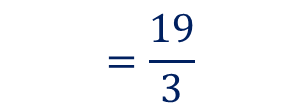 = 19/3